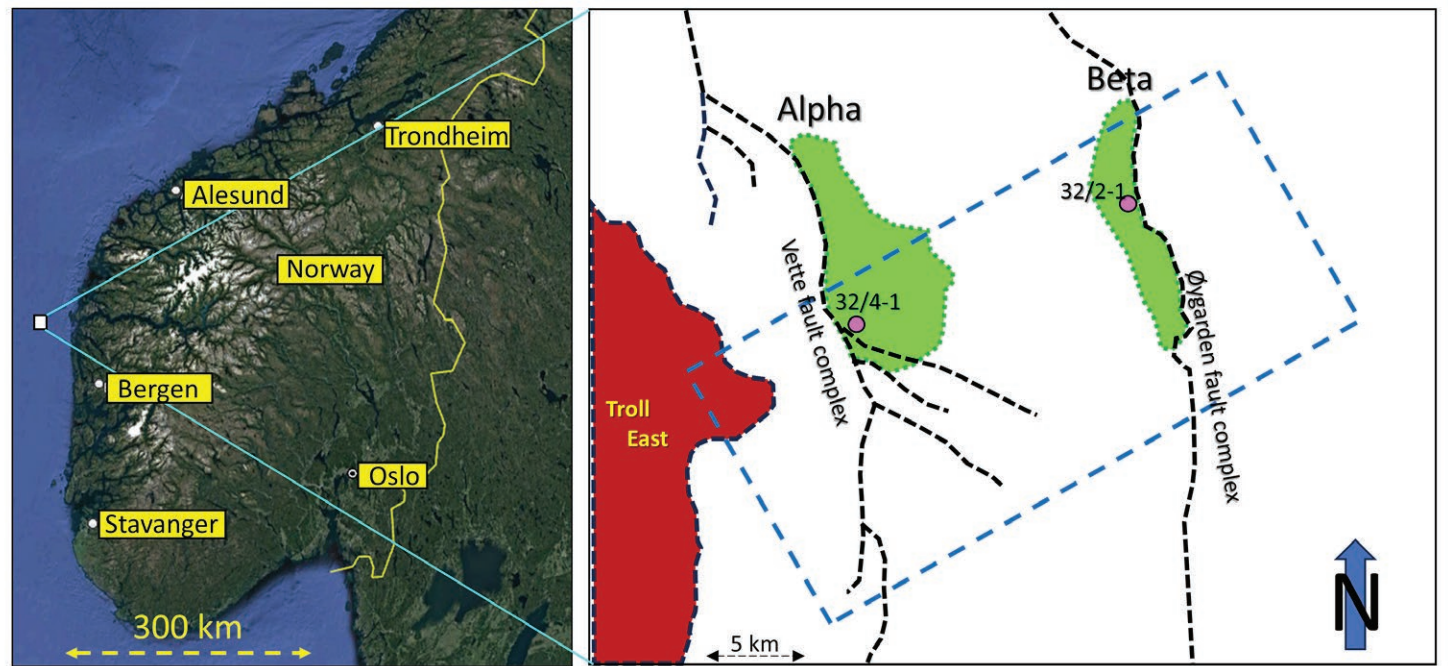 Trondheim
Alesund
Norway
Bergen
Oslo
Stavanger
300 km
Alpha
Beta
32/2-1
32/4-1
Vette fault complex
Øygarden fault complex
Troll
East
5 km
N